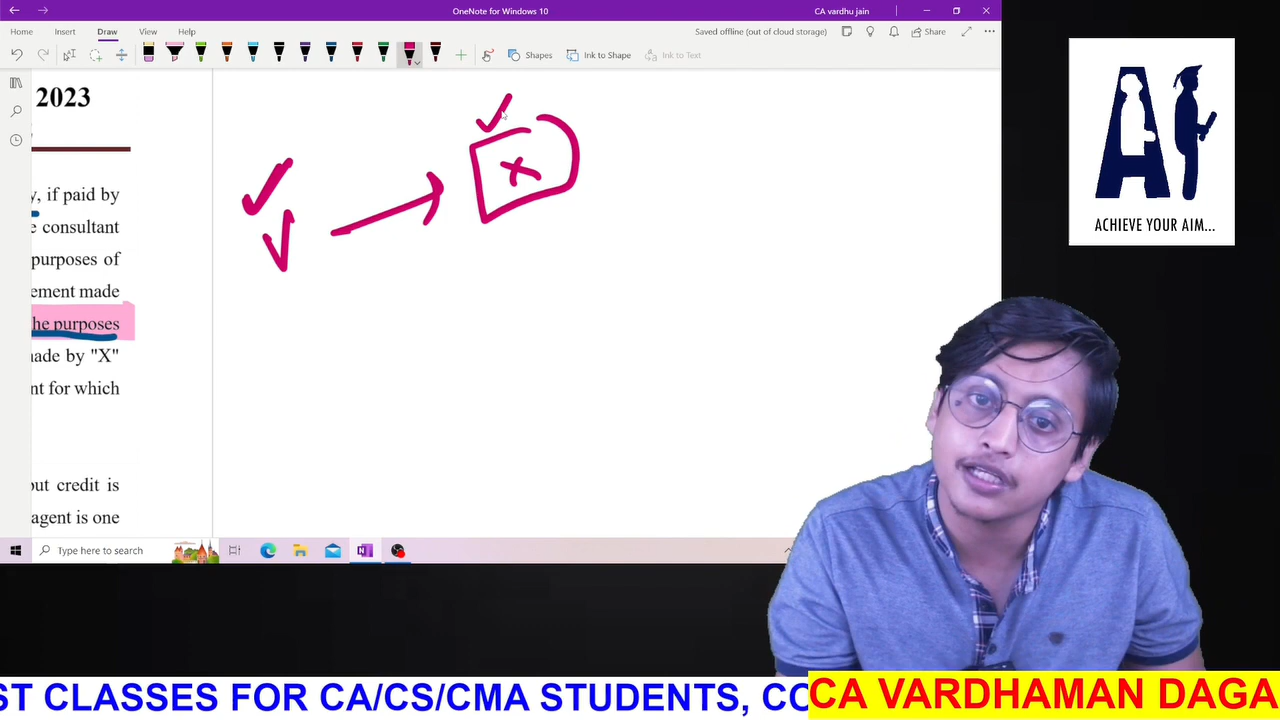 OneNote for Windows 10
CA vardhu jain
Home Insert Draw View Help
Saved offline (out of cloud storage)
Share
Shapes
Ink to Shape
Ink to Text
2023
y, if paid by
e consultant
purposes of
ement made
he purposes
ade by "X"
nt for which
out credit is
agent is one
X
ACHIEVE YOUR AIM...
Type here to search
ST CLASSES FOR CA/CS/CMA STUDENTS, CO
CA VARDHAMAN DAGA